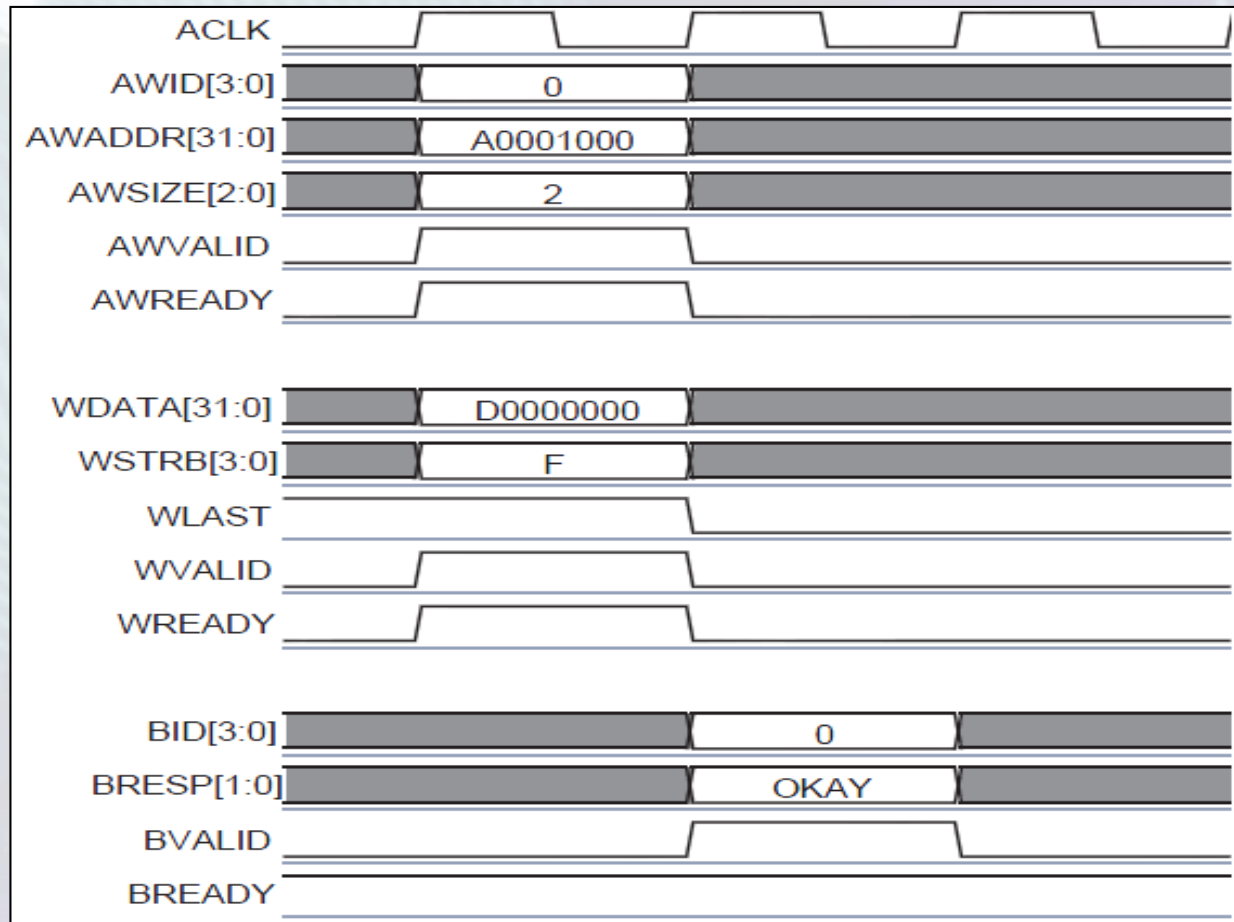 ACLK
AWID[3:0] 0
AWADDR[31:0] A0001000
AWSIZE[2:0] 2
AWVALID
AWREADY
WDATA[31:0] D0000000
WSTRB[3:0] F
WLAST
WVALID
WREADY
BID[3:0] 0
BRESP[1:0] OKAY
BVALID
BREADY